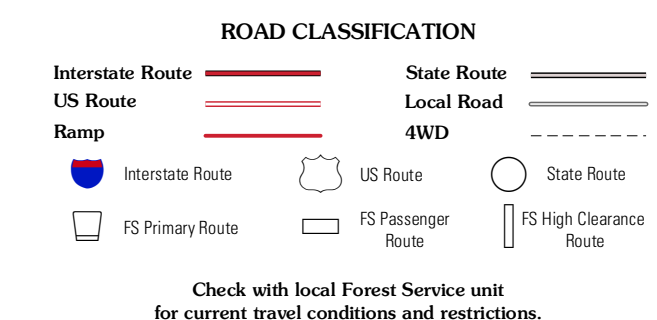 ROAD CLASSIFICATION
Interstate Route
State Route
US Route
Local Road
Ramp
4WD
Interstate Route
US Route
State Route
FS Primary Route
FS Passenger
Route
FS High Clearance
Route
Check with local Forest Service unit
for current travel conditions and restrictions.